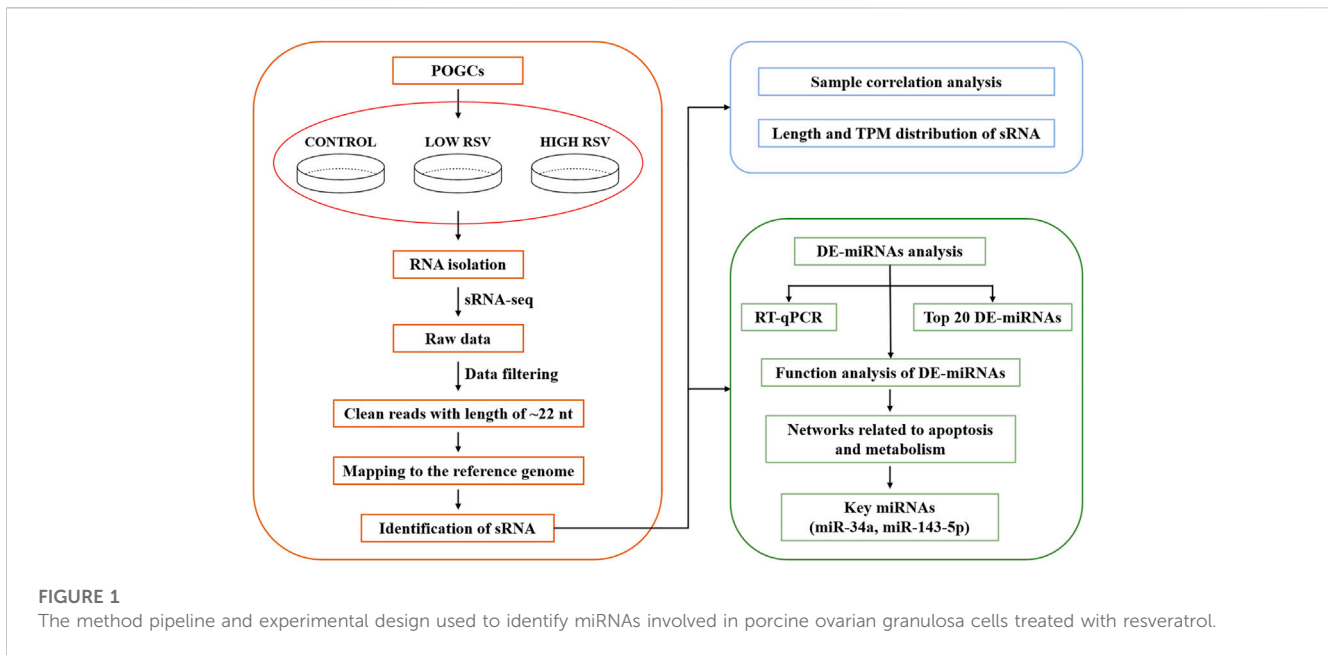 POGCs
CONTROL
LOW RSV
HIGH RSV
RNA isolation
sRNA-seq
Raw data
Data filtering
Clean reads with length of ~22 nt
Mapping to the reference genome
Identification of sRNA
Sample correlation analysis
Length and TPM distribution of sRNA
DE-miRNAs analysis
RT-qPCR
Top 20 DE-miRNAs
Function analysis of DE-miRNAs
Networks related to apoptosis
and metabolism
Key miRNAs
(miR-34a, miR-143-5p)
FIGURE 1
The method pipeline and experimental design used to identify miRNAs involved in porcine ovarian granulosa cells treated with resveratrol.